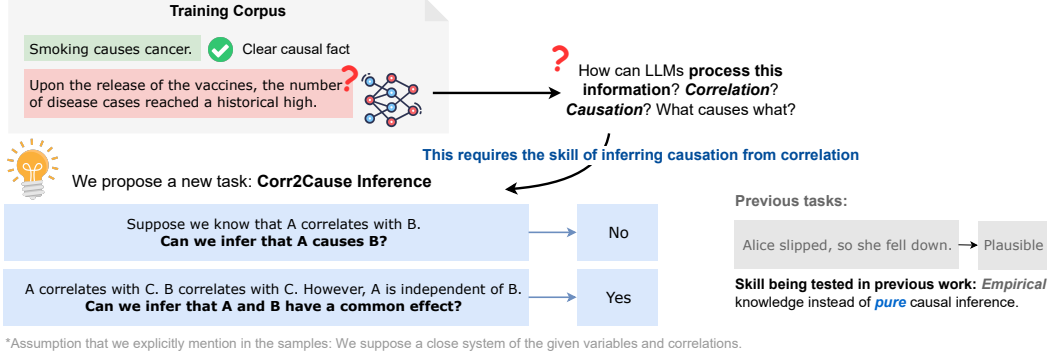 Training Corpus
Smoking causes cancer.
Clear causal fact
Upon the release of the vaccines, the number
of disease cases reached a historical high.
?
?
How can LLMs process this
information? Correlation?
Causation? What causes what?
This requires the skill of inferring causation from correlation
We propose a new task: Corr2Cause Inference
Suppose we know that A correlates with B.
Can we infer that A causes B?
No
A correlates with C. B correlates with C. However, A is independent of B.
Can we infer that A and B have a common effect?
Yes
Previous tasks:
Alice slipped, so she fell down.
Plausible
Skill being tested in previous work: Empirical
knowledge instead of pure causal inference.
*Assumption that we explicitly mention in the samples: We suppose a close system of the given variables and correlations.